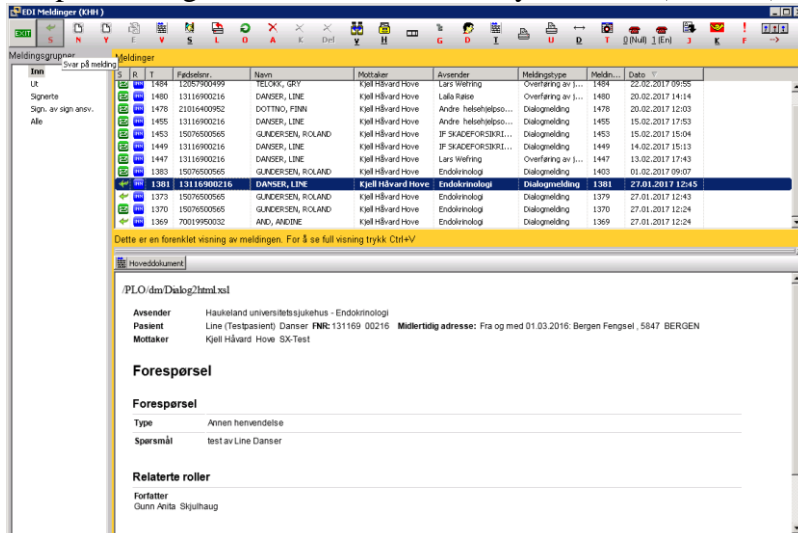 EDI Meldinger (KHH )
EXIT S N Y F V S L O A K Del V H G D I U D T 0 (Null) 1 (En) J K F -->
Meldingsgrupper
Svar på melding
Inn
Ut
Signerte
Sign. av sign ansv.
Alle
Meldinger
S R T Fødselsnr. Navn Mottaker Avsender Meldingstype Meldin... Dato
1484 12057900499 TELOKK, GRY Kjell Håvard Hove Lars Wefring Overføring av j... 1484 22.02.2017 09:55
1480 13116900216 DANSER, LINE Kjell Håvard Hove Laila Røise Overføring av j... 1480 20.02.2017 14:14
1478 21016400952 DOTTNO, FINN Kjell Håvard Hove Andre helsehjelpso... Dialogmelding 1478 20.02.2017 12:03
1455 13116900216 DANSER, LINE Kjell Håvard Hove Andre helsehjelpso... Dialogmelding 1455 15.02.2017 17:53
1453 15076500565 GUNDERSEN, ROLAND Kjell Håvard Hove IF SKADEFORSIKRI... Dialogmelding 1453 15.02.2017 15:04
1449 13116900216 DANSER, LINE Kjell Håvard Hove IF SKADEFORSIKRI... Dialogmelding 1449 14.02.2017 15:13
1447 13116900216 DANSER, LINE Kjell Håvard Hove Lars Wefring Overføring av j... 1447 13.02.2017 17:43
1383 15076500565 GUNDERSEN, ROLAND Kjell Håvard Hove Endokrinologi Dialogmelding 1403 01.02.2017 09:07
1381 13116900216 DANSER, LINE Kjell Håvard Hove Endokrinologi Dialogmelding 1381 27.01.2017 12:45
1373 15076500565 GUNDERSEN, ROLAND Kjell Håvard Hove Endokrinologi Dialogmelding 1379 27.01.2017 12:43
1370 15076500565 GUNDERSEN, ROLAND Kjell Håvard Hove Endokrinologi Dialogmelding 1370 27.01.2017 12:24
1369 70019950032 AND, ANDINE Kjell Håvard Hove Endokrinologi Dialogmelding 1369 27.01.2017 12:24
Dette er en forenklet visning av meldingen. For å se full visning trykk Ctrl+V
Hoveddokument
/PLO/dm/Dialog2html.xsl
Avsender Haukeland universitetssjukehus - Endokrinologi
Pasient Line (Testpasient) Danser FNR: 131169 00216 Midlertidig adresse: Fra og med 01.03.2016: Bergen Fengsel , 5847 BERGEN
Mottaker Kjell Håvard Hove SX-Test
Forespørsel
Forespørsel
Type Annen henvendelse
Spørsmål test av Line Danser
Relaterte roller
Forfatter
Gunn Anita Skjulhaug